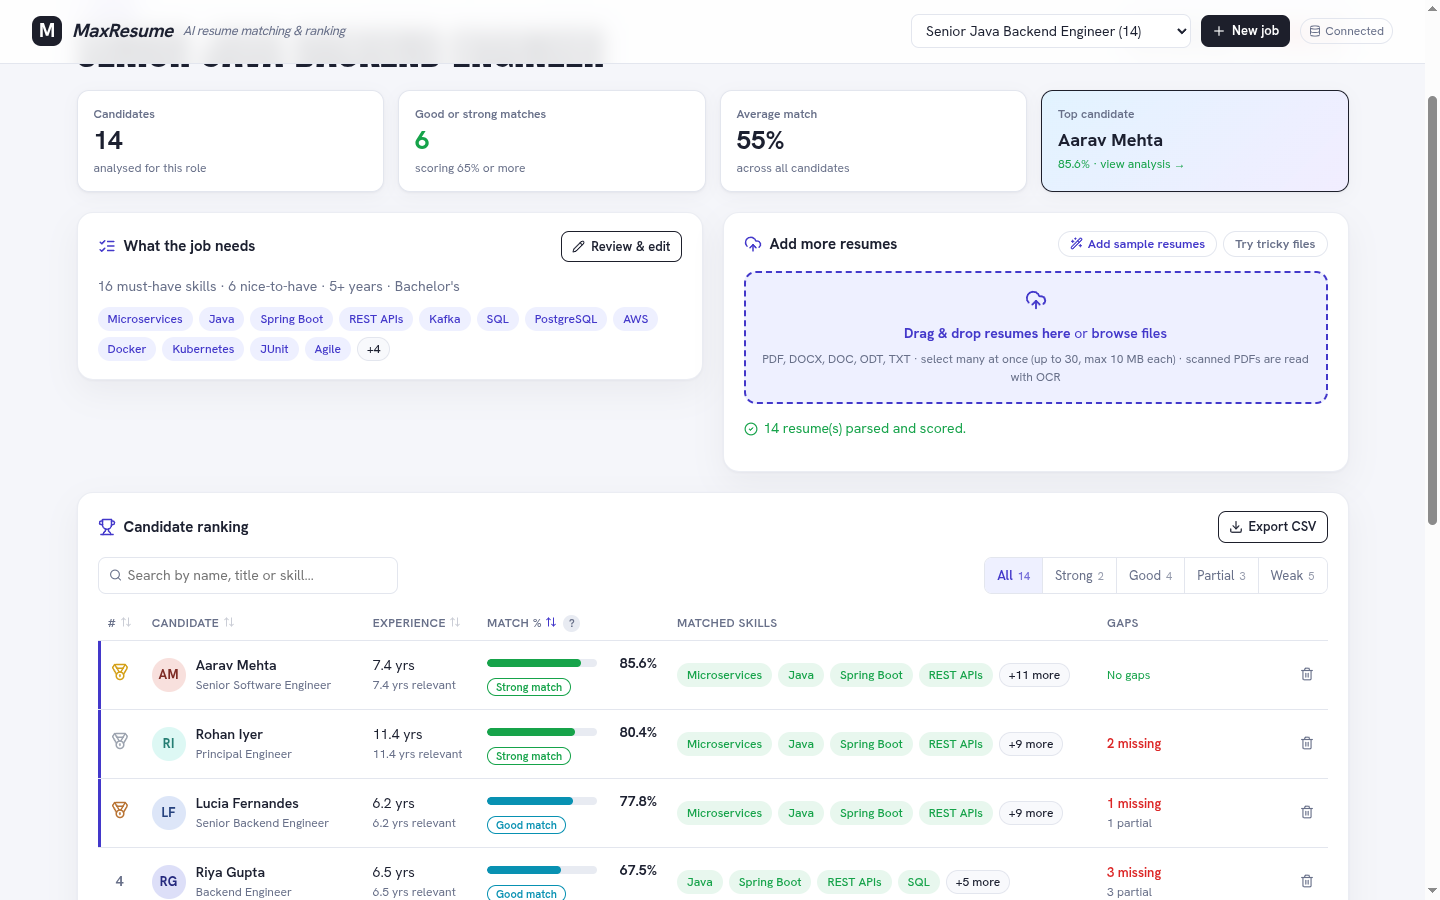 M MaxResume AI resume matching & ranking
Senior Java Backend Engineer (14)
+ New job
Connected
SENIOR JAVA BACKEND ENGINEER
Candidates
14
analysed for this role
Good or strong matches
6
scoring 65% or more
Average match
55%
across all candidates
Top candidate
Aarav Mehta
85.6% · view analysis →
What the job needs
Review & edit
16 must-have skills · 6 nice-to-have · 5+ years · Bachelor's
Microservices Java Spring Boot REST APIs Kafka SQL PostgreSQL AWS
Docker Kubernetes JUnit Agile +4
Add more resumes
Add sample resumes
Try tricky files
Drag & drop resumes here or browse files
PDF, DOCX, DOC, ODT, TXT · select many at once (up to 30, max 10 MB each) · scanned PDFs are read
with OCR
14 resume(s) parsed and scored.
Candidate ranking
Export CSV
Search by name, title or skill...
All 14 Strong 2 Good 4 Partial 3 Weak 5
# CANDIDATE EXPERIENCE MATCH % ? MATCHED SKILLS GAPS
AM Aarav Mehta
Senior Software Engineer
7.4 yrs
7.4 yrs relevant
85.6%
Strong match
Microservices Java Spring Boot REST APIs +11 more
No gaps
RI Rohan Iyer
Principal Engineer
11.4 yrs
11.4 yrs relevant
80.4%
Strong match
Microservices Java Spring Boot REST APIs +9 more
2 missing
LF Lucia Fernandes
Senior Backend Engineer
6.2 yrs
6.2 yrs relevant
77.8%
Good match
Microservices Java Spring Boot REST APIs +9 more
1 missing
1 partial
4 RG Riya Gupta
Backend Engineer
6.5 yrs
6.5 yrs relevant
67.5%
Good match
Java Spring Boot REST APIs SQL +5 more
3 missing
3 partial